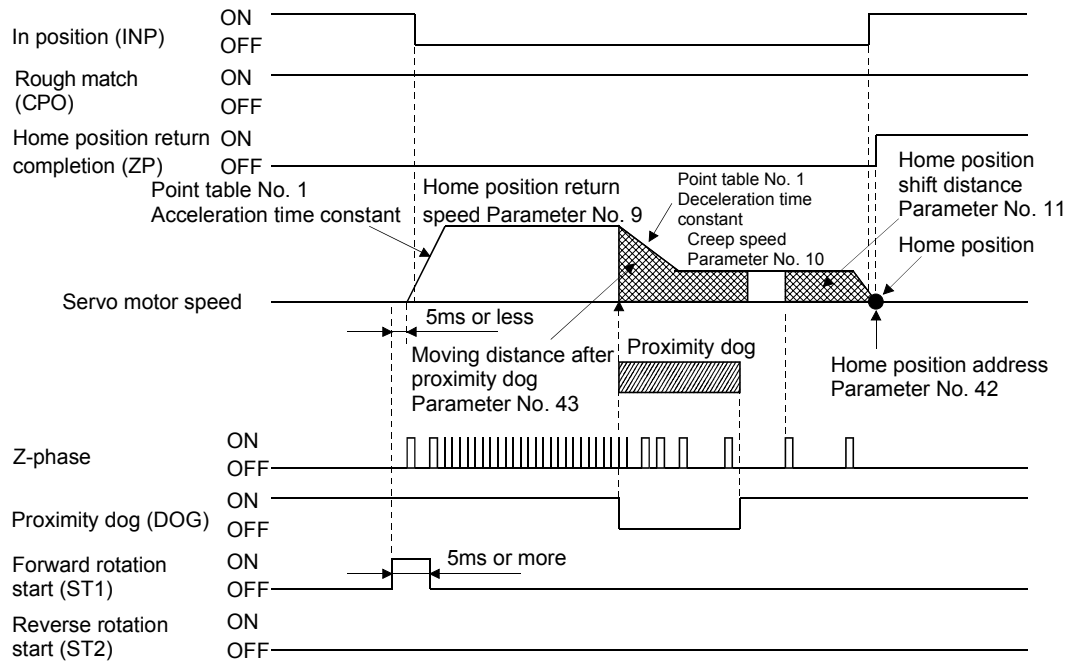 In position (INP)
ON
OFF
Rough match
(CPO)
ON
OFF
Home position return
completion (ZP)
ON
OFF
Point table No. 1
Acceleration time constant
Home position return
speed Parameter No. 9
Point table No. 1
Deceleration time
constant
Creep speed
Parameter No. 10
Home position
shift distance
Parameter No. 11
Home position
Servo motor speed
5ms or less
Moving distance after
proximity dog
Parameter No. 43
Proximity dog
Home position address
Parameter No. 42
Z-phase
ON
OFF
Proximity dog (DOG)
ON
OFF
Forward rotation
start (ST1)
ON
OFF
5ms or more
Reverse rotation
start (ST2)
ON
OFF